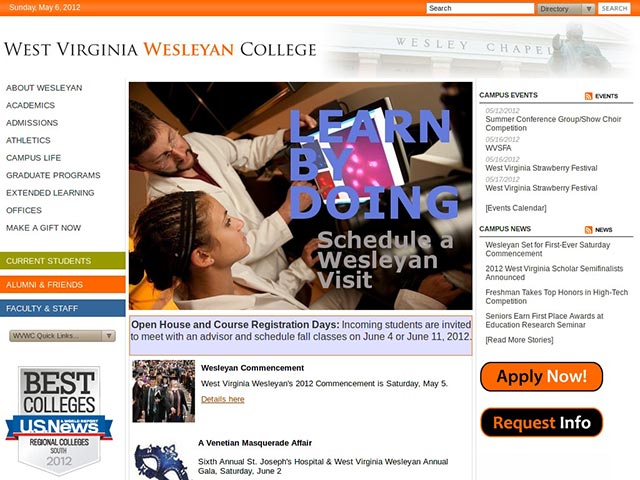 Sunday, May 6, 2012
Search
Directory
SEARCH
WEST VIRGINIA WESLEYAN COLLEGE
WESLEY CHAPEL
ABOUT WESLEYAN
ACADEMICS
ADMISSIONS
ATHLETICS
CAMPUS LIFE
GRADUATE PROGRAMS
EXTENDED LEARNING
OFFICES
MAKE A GIFT NOW
CURRENT STUDENTS
ALUMNI & FRIENDS
FACULTY & STAFF
WVWC Quick Links...
BEST
COLLEGES
U.S.News
& WORLD REPORT
REGIONAL COLLEGES
SOUTH
2012
LEARN
BY
DOING
Schedule a
Wesleyan
Visit
Open House and Course Registration Days: Incoming students are invited
to meet with an advisor and schedule fall classes on June 4 or June 11, 2012.
Wesleyan Commencement
West Virginia Wesleyan's 2012 Commencement is Saturday, May 5.
Details here
A Venetian Masquerade Affair
Sixth Annual St. Joseph's Hospital & West Virginia Wesleyan Annual
Gala, Saturday, June 2
CAMPUS EVENTS
EVENTS
05/12/2012
Summer Conference Group/Show Choir
Competition
05/16/2012
WVSFA
05/16/2012
West Virginia Strawberry Festival
05/17/2012
West Virginia Strawberry Festival
[Events Calendar]
CAMPUS NEWS
NEWS
Wesleyan Set for First-Ever Saturday
Commencement
2012 West Virginia Scholar Semifinalists
Announced
Freshman Takes Top Honors in High-Tech
Competition
Seniors Earn First Place Awards at
Education Research Seminar
[Read More Stories]
Apply Now!
Request Info